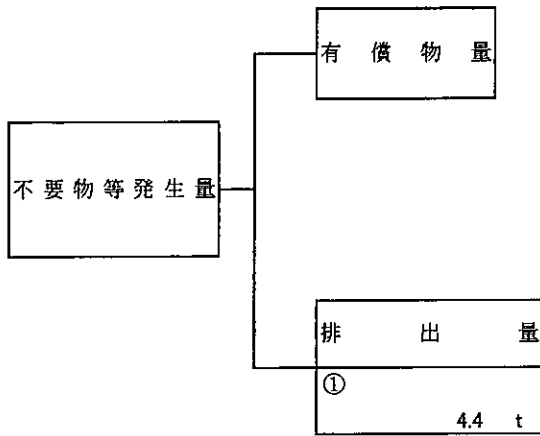 有償物量
不要物等発生量
排出量
①
4.4 t